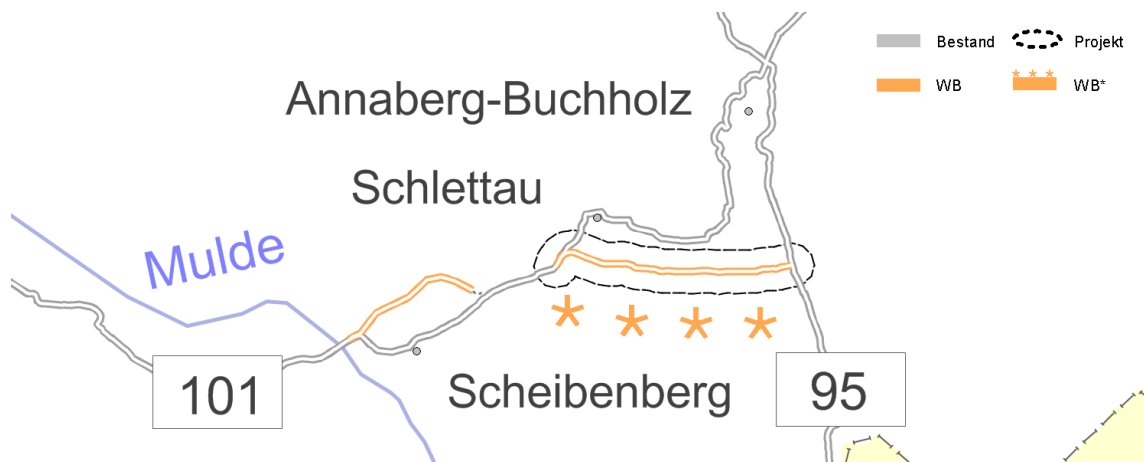 Bestand
Projekt
WB
WB*
Annaberg-Buchholz
Schlettau
Mulde
Scheibenberg
101
95